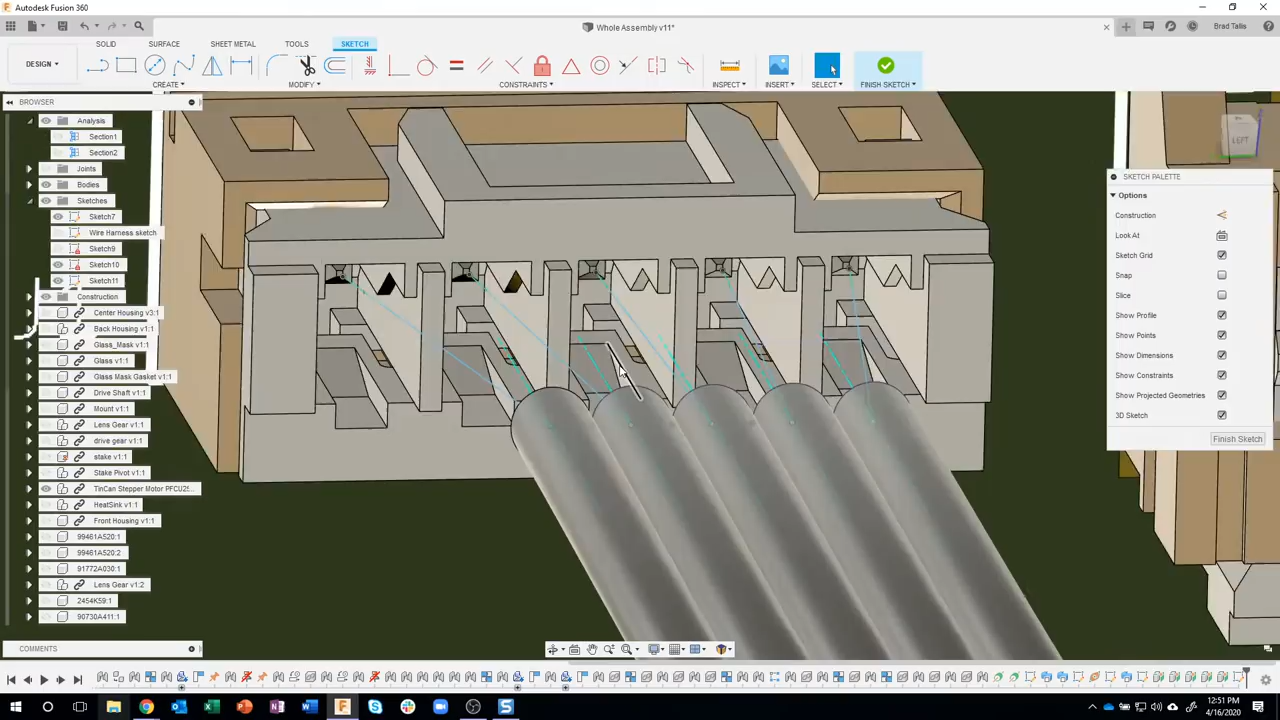 Autodesk Fusion 360
Whole Assembly v11*
Brad Tallis
SOLID
SURFACE
SHEET METAL
TOOLS
SKETCH
DESIGN
CREATE
MODIFY
CONSTRAINTS
INSPECT
INSERT
SELECT
FINISH SKETCH
BROWSER
Analysis
Section1
Section2
Joints
Bodies
Sketches
Sketch7
Wire Harness sketch
Sketch9
Sketch10
Sketch11
Construction
Center Housing v3:1
Back Housing v1:1
Glass_Mask v1:1
Glass v1:1
Glass Mask Gasket v1:1
Drive Shaft v1:1
Mount v1:1
Lens Gear v1:1
drive gear v1:1
stake v1:1
Stake Pivot v1:1
TinCan Stepper Motor PFCU25...
HeatSink v1:1
Front Housing v1:1
99461A520:1
99461A520:2
91772A030:1
Lens Gear v1:2
2454K59:1
90730A411:1
LEFT
SKETCH PALETTE
Options
Construction
Look At
Sketch Grid
Snap
Slice
Show Profile
Show Points
Show Dimensions
Show Constraints
Show Projected Geometries
3D Sketch
Finish Sketch
COMMENTS
12:51 PM
4/16/2020